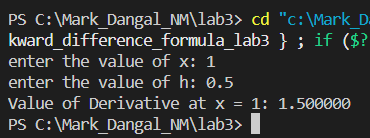 PS C:\Mark_Dangal_NM\lab3> cd "c:\Mark_Da
kward_difference_formula_lab3 } ; if ($?
enter the value of x: 1
enter the value of h: 0.5
Value of Derivative at x = 1: 1.500000
PS C:\Mark_Dangal_NM\lab3>